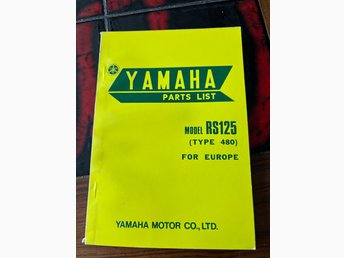 YAMAHA
PARTS LIST
MODEL RS125
(TYPE 480)
FOR EUROPE
YAMAHA MOTOR CO., LTD.